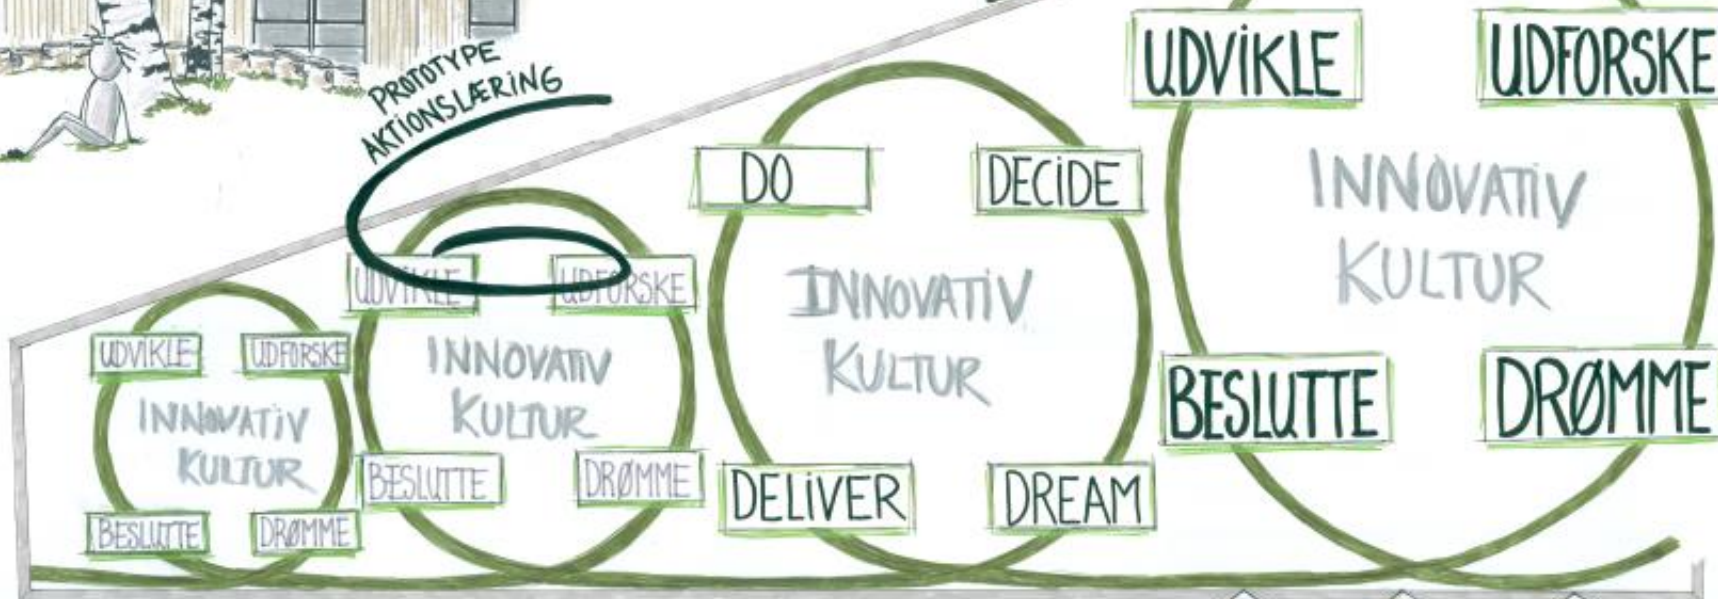 PROTOTYPE
AKTIONSLÆRING
UDVIKLE
UDFORSKE
INNOVATIV
KULTUR
BESLUTTE
DRØMME
UDVIKLE
UDFORSKE
INNOVATIV
KULTUR
BESLUTTE
DRØMME
DO
DECIDE
INNOVATIV
KULTUR
DELIVER
DREAM
UDVIKLE
UDFORSKE
INNOVATIV
KULTUR
BESLUTTE
DRØMME